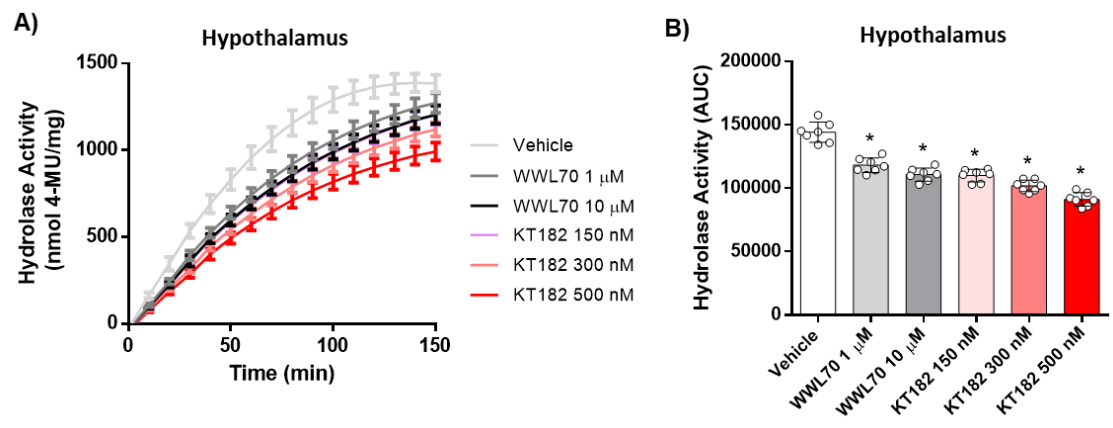 A)
Hypothalamus
Hydrolase Activity
(nmol 4-MU/mg)
1500
1000
500
0
0
50
100
150
Time (min)
Vehicle
WWL70 1 μM
WWL70 10 μM
KT182 150 nM
KT182 300 nM
KT182 500 nM
B)
Hypothalamus
Hydrolase Activity (AUC)
200000
150000
100000
50000
0
*
*
*
*
*
Vehicle
WWL70 1 μM
WWL70 10 μM
KT182 150 nM
KT182 300 nM
KT182 500 nM